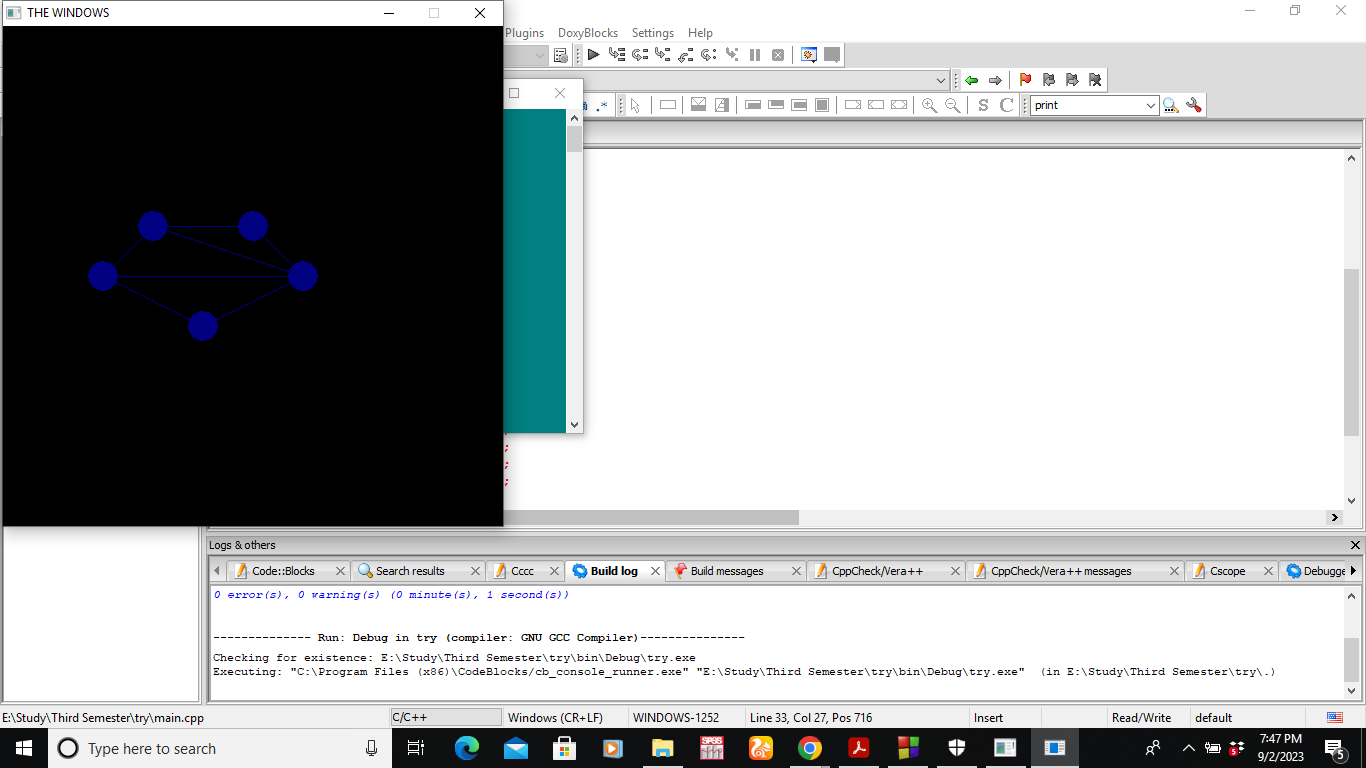 THE WINDOWS
Plugins DoxyBlocks Settings Help
.*
S C print
;
;
;
Logs & others
Code::Blocks Search results Cccc Build log Build messages CppCheck/Vera++ CppCheck/Vera++ messages Cscope Debugge
0 error(s), 0 warning(s) (0 minute(s), 1 second(s))
-------------- Run: Debug in try (compiler: GNU GCC Compiler)---------------
Checking for existence: E:\Study\Third Semester\try\bin\Debug\try.exe
Executing: "C:\Program Files (x86)\CodeBlocks/cb_console_runner.exe" "E:\Study\Third Semester\try\bin\Debug\try.exe"  (in E:\Study\Third Semester\try\.)
E:\Study\Third Semester\try\main.cpp C/C++ Windows (CR+LF) WINDOWS-1252 Line 33, Col 27, Pos 716 Insert Read/Write default
Type here to search
SPSS
7:47 PM
9/2/2023
5